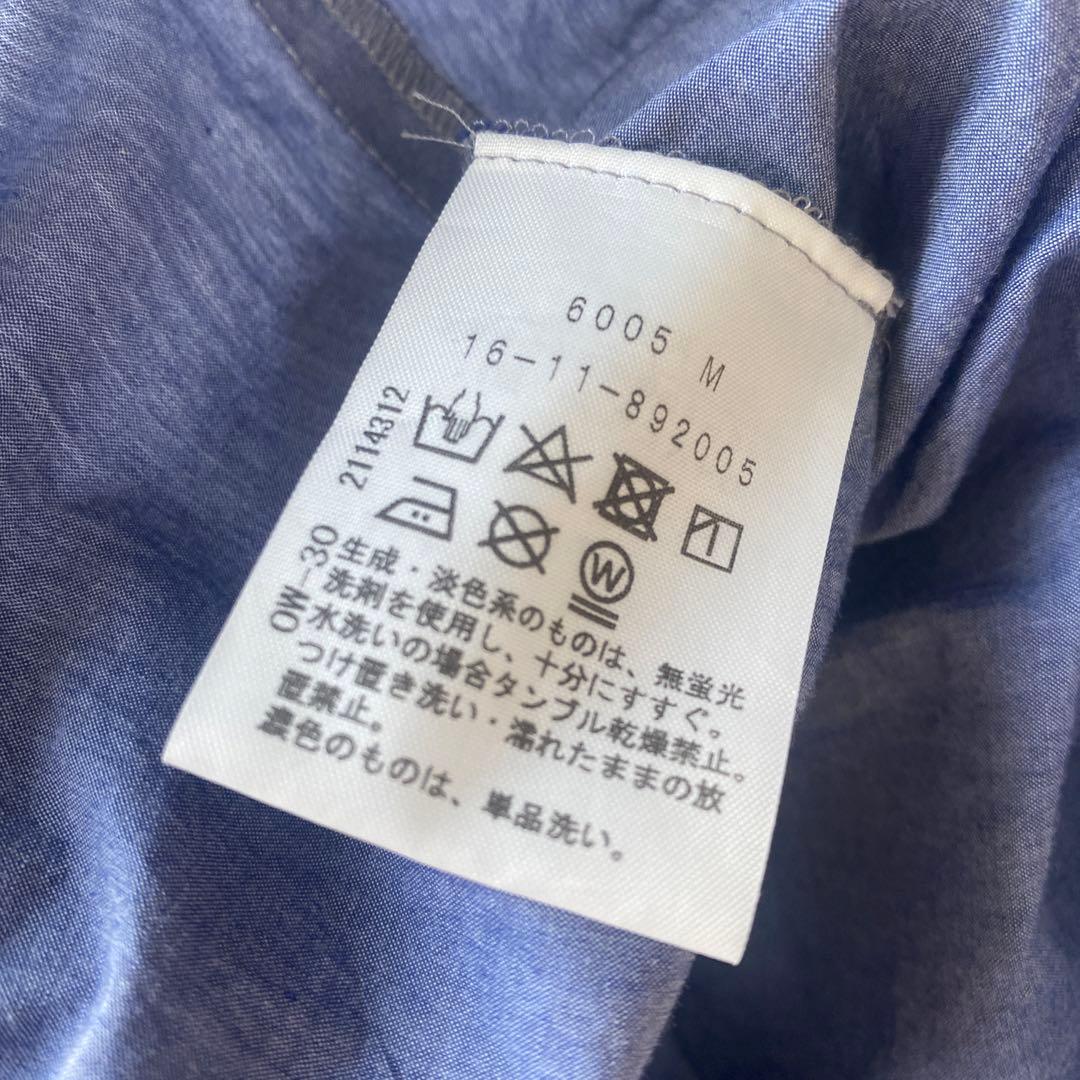 6005 M
16-11-892005
2114312
W
OW-30
生成・淡色系のものは、無蛍光
洗剤を使用し、十分にすすぐ。
水洗いの場合タンブル乾燥禁止。
つけ置き洗い・濡れたままの放
置禁止。
濃色のものは、単品洗い。